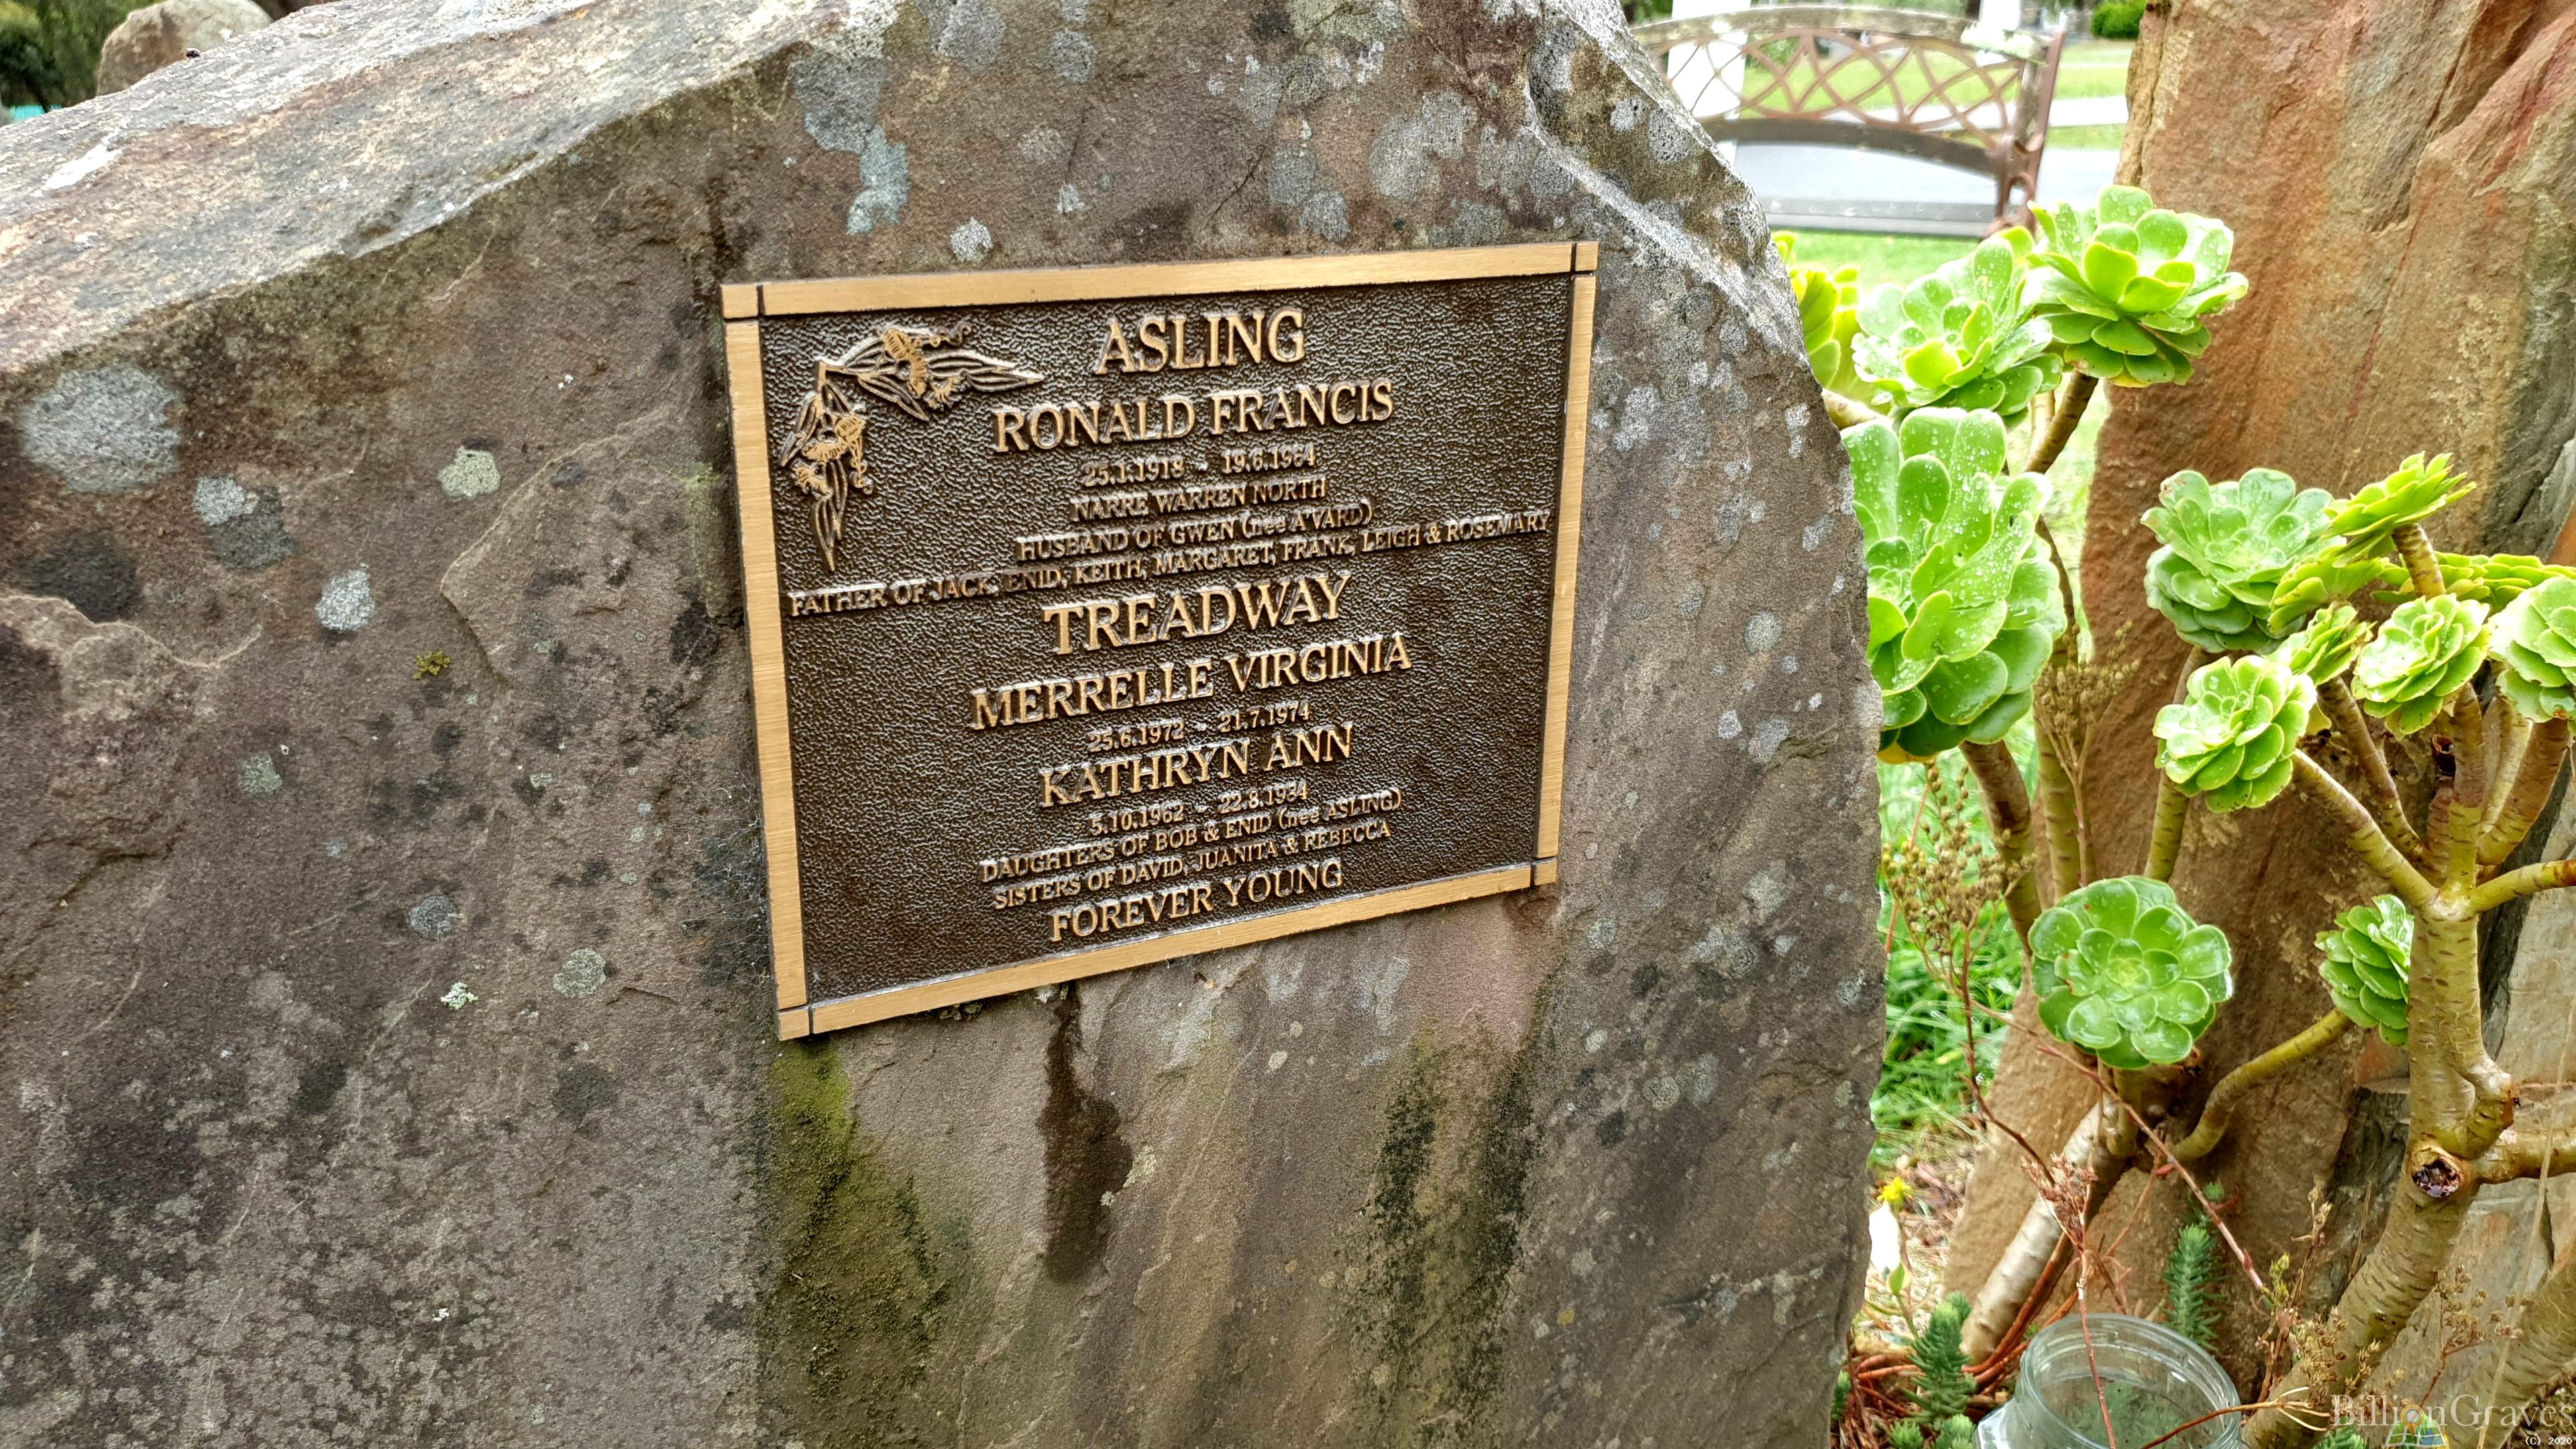 ASLING
RONALD FRANCIS
25.1.1918 - 19.6.1964
NARRE WARREN NORTH
HUSBAND OF GWEN (nee A'VARD)
FATHER OF JACK, ENID, KEITH, MARGARET, FRANK, LEIGH & ROSEMARY
TREADWAY
MERRELLE VIRGINIA
25.6.1972 - 21.7.1974
KATHRYN ANN
5.10.1962 - 22.8.1984
DAUGHTERS OF BOB & ENID (nee ASLING)
SISTERS OF DAVID, JUANITA & REBECCA
FOREVER YOUNG
BillionGraves
(C) 2020